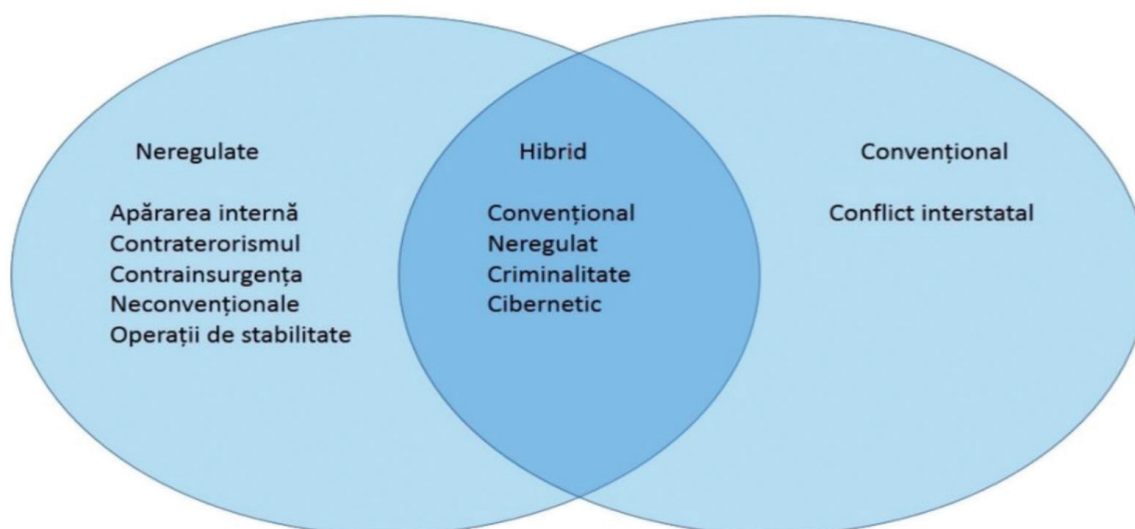 Neregulate
Apărarea internă
Contraterorismul
Contrainsurgența
Neconvenționale
Operații de stabilitate
Hibrid
Convențional
Neregulat
Criminalitate
Cibernetic
Convențional
Conflict interstatal